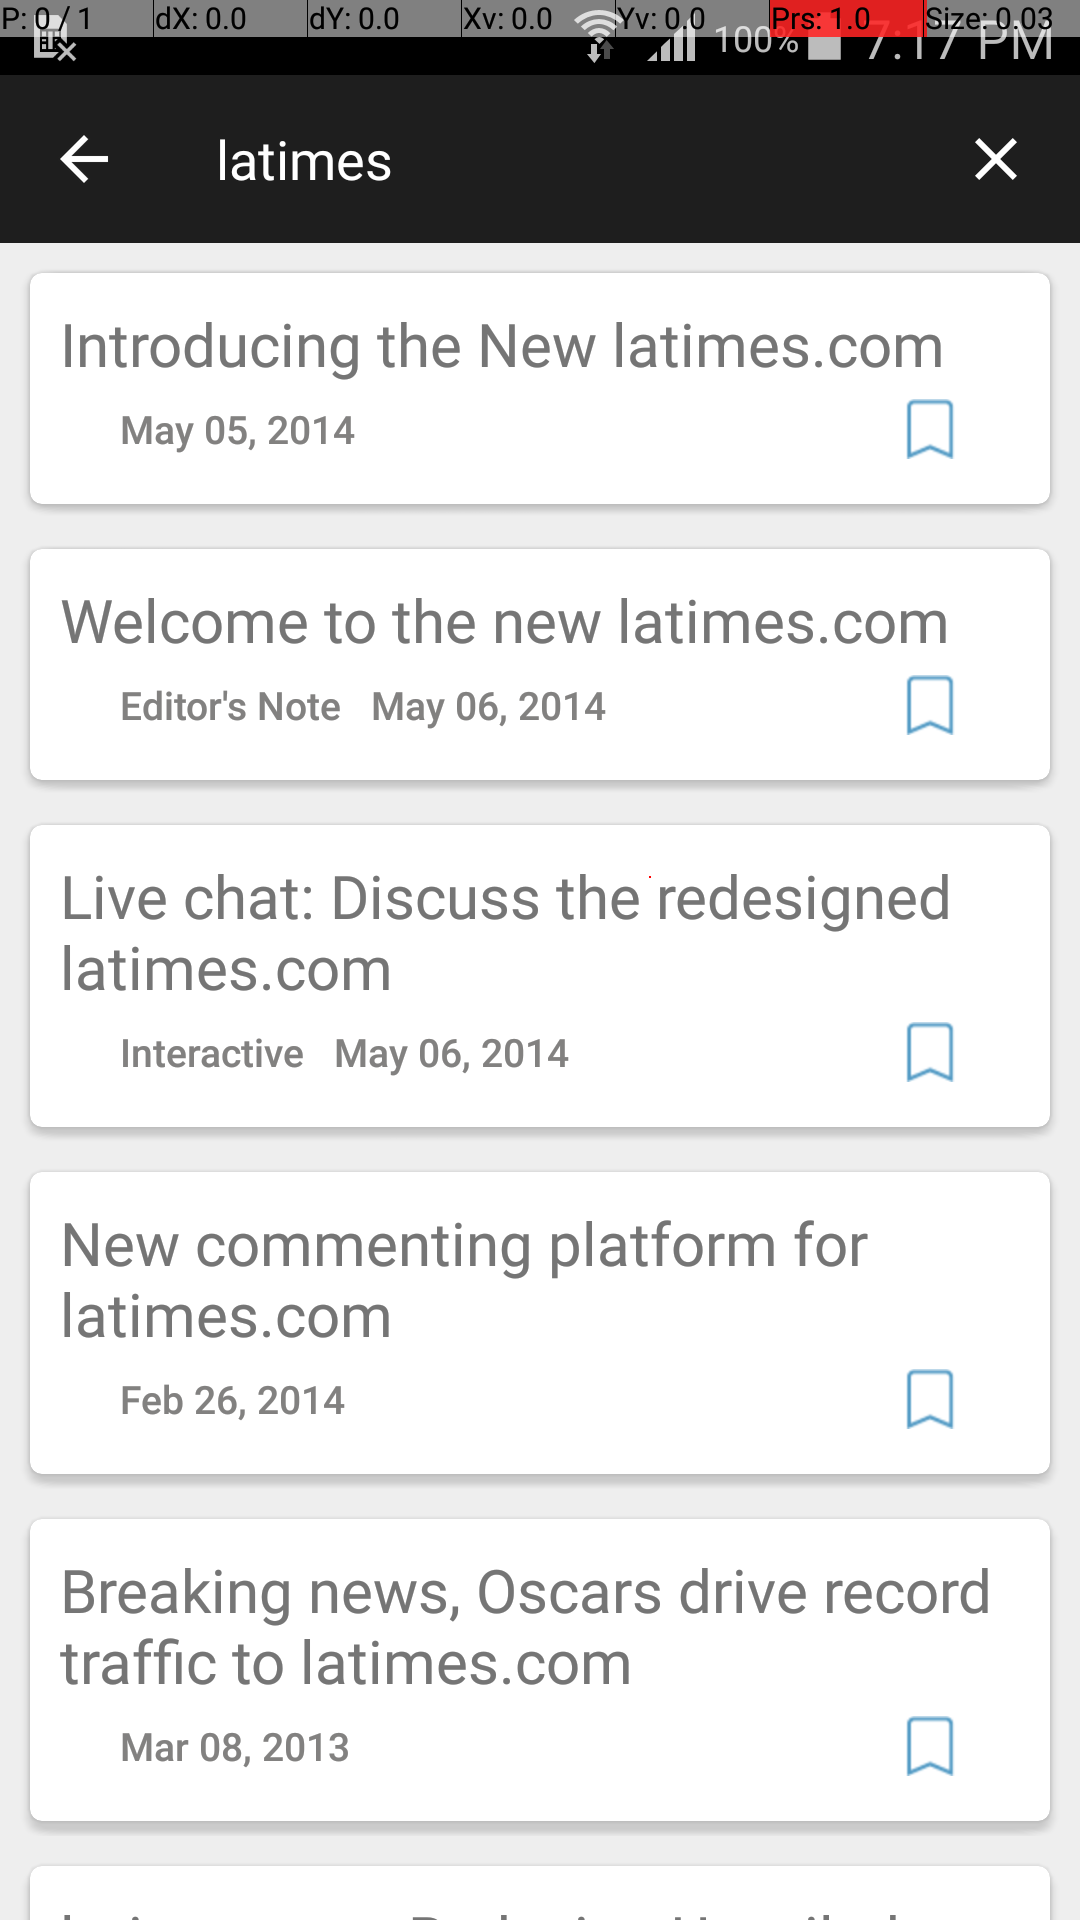 P: 0 / 1 dX: 0.0 dY: 0.0 Xv: 0.0 Yv: 0.0 Prs: 1.0 Size: 0.03
100% 7:17 PM
latimes
Introducing the New latimes.com
May 05, 2014
Welcome to the new latimes.com
Editor's Note May 06, 2014
Live chat: Discuss the redesigned
latimes.com
Interactive May 06, 2014
New commenting platform for
latimes.com
Feb 26, 2014
Breaking news, Oscars drive record
traffic to latimes.com
Mar 08, 2013